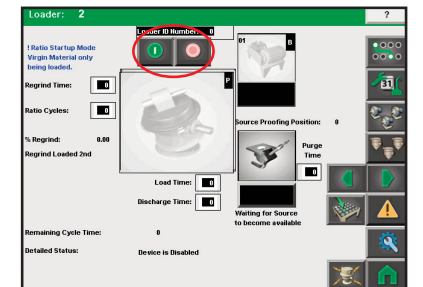 Loader: 2
?
Loader ID Number: 0
! Ratio Startup Mode
Virgin Material only
being loaded.
01
B
Regrind Time: 0
P
31
Ratio Cycles: 0
Source Proofing Position: 0
% Regrind: 0.00
Regrind Loaded 2nd
Purge
Time
0
Load Time: 0
Discharge Time: 0
Waiting for Source
to become available
Remaining Cycle Time: 0
Detailed Status: Device is Disabled